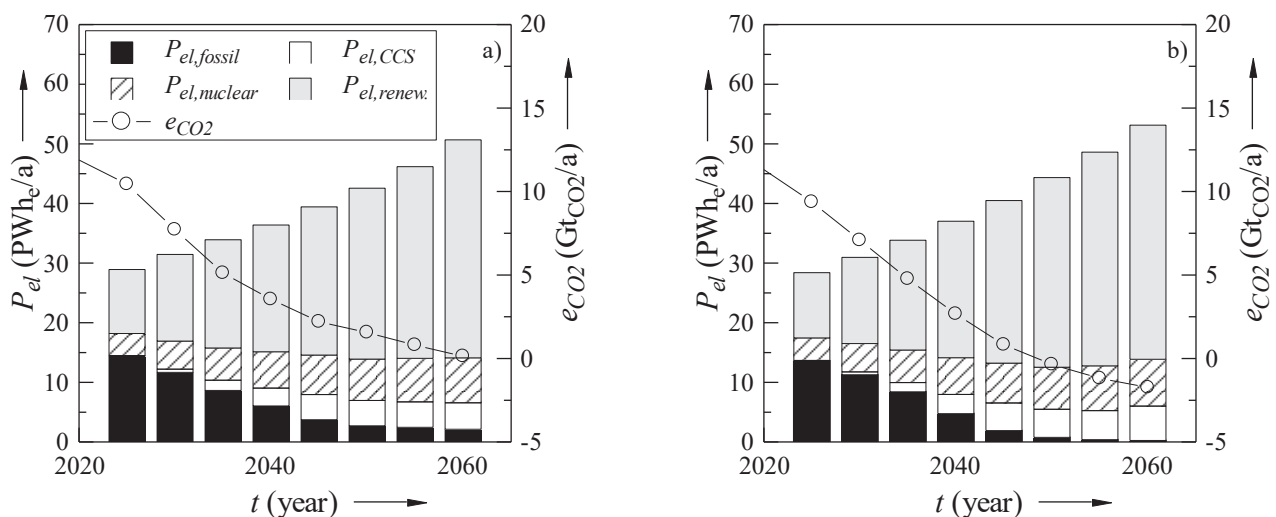 70
60
50
40
30
20
10
0
P_el (PWh_e/a)
P_el,fossil
P_el,CCS
P_el,nuclear
P_el,renew.
e_CO2
a)
20
15
10
5
0
-5
e_CO2 (Gt_CO2/a)
2020 2040 2060
t (year)
70
60
50
40
30
20
10
0
P_el (PWh_e/a)
b)
20
15
10
5
0
-5
e_CO2 (Gt_CO2/a)
2020 2040 2060
t (year)